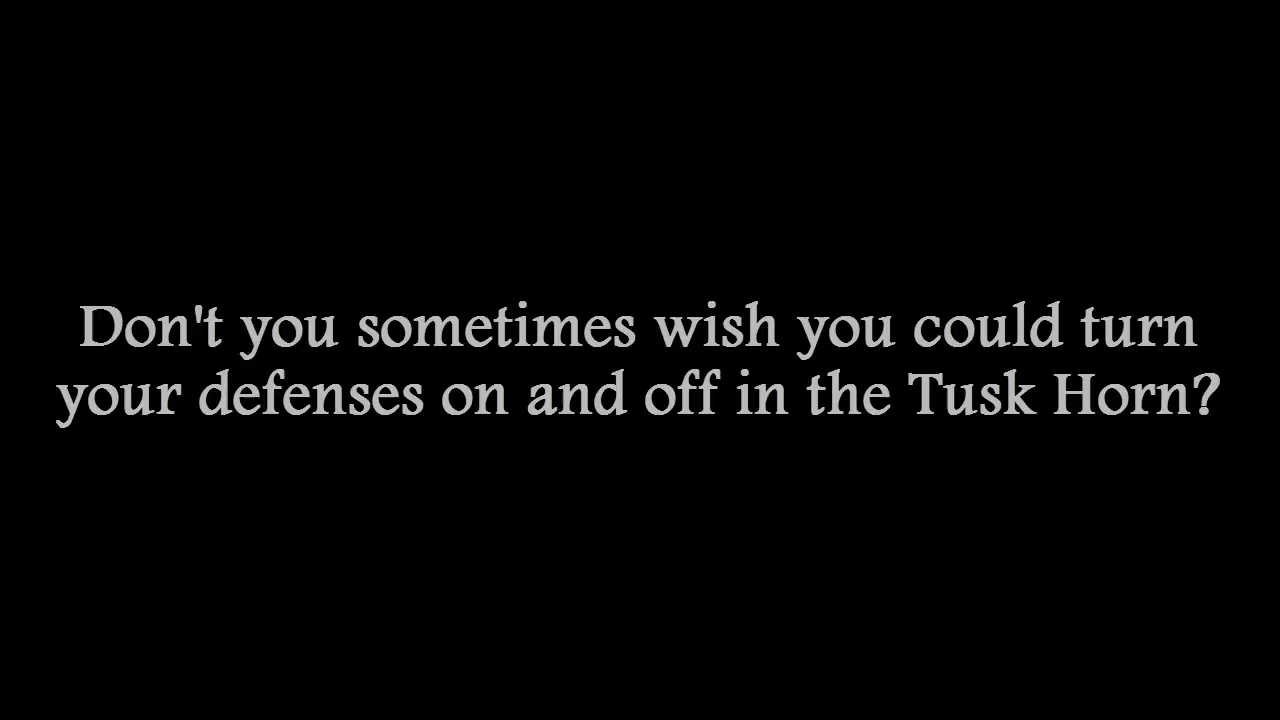 Don't you sometimes wish you could turn
your defenses on and off in the Tusk Horn?